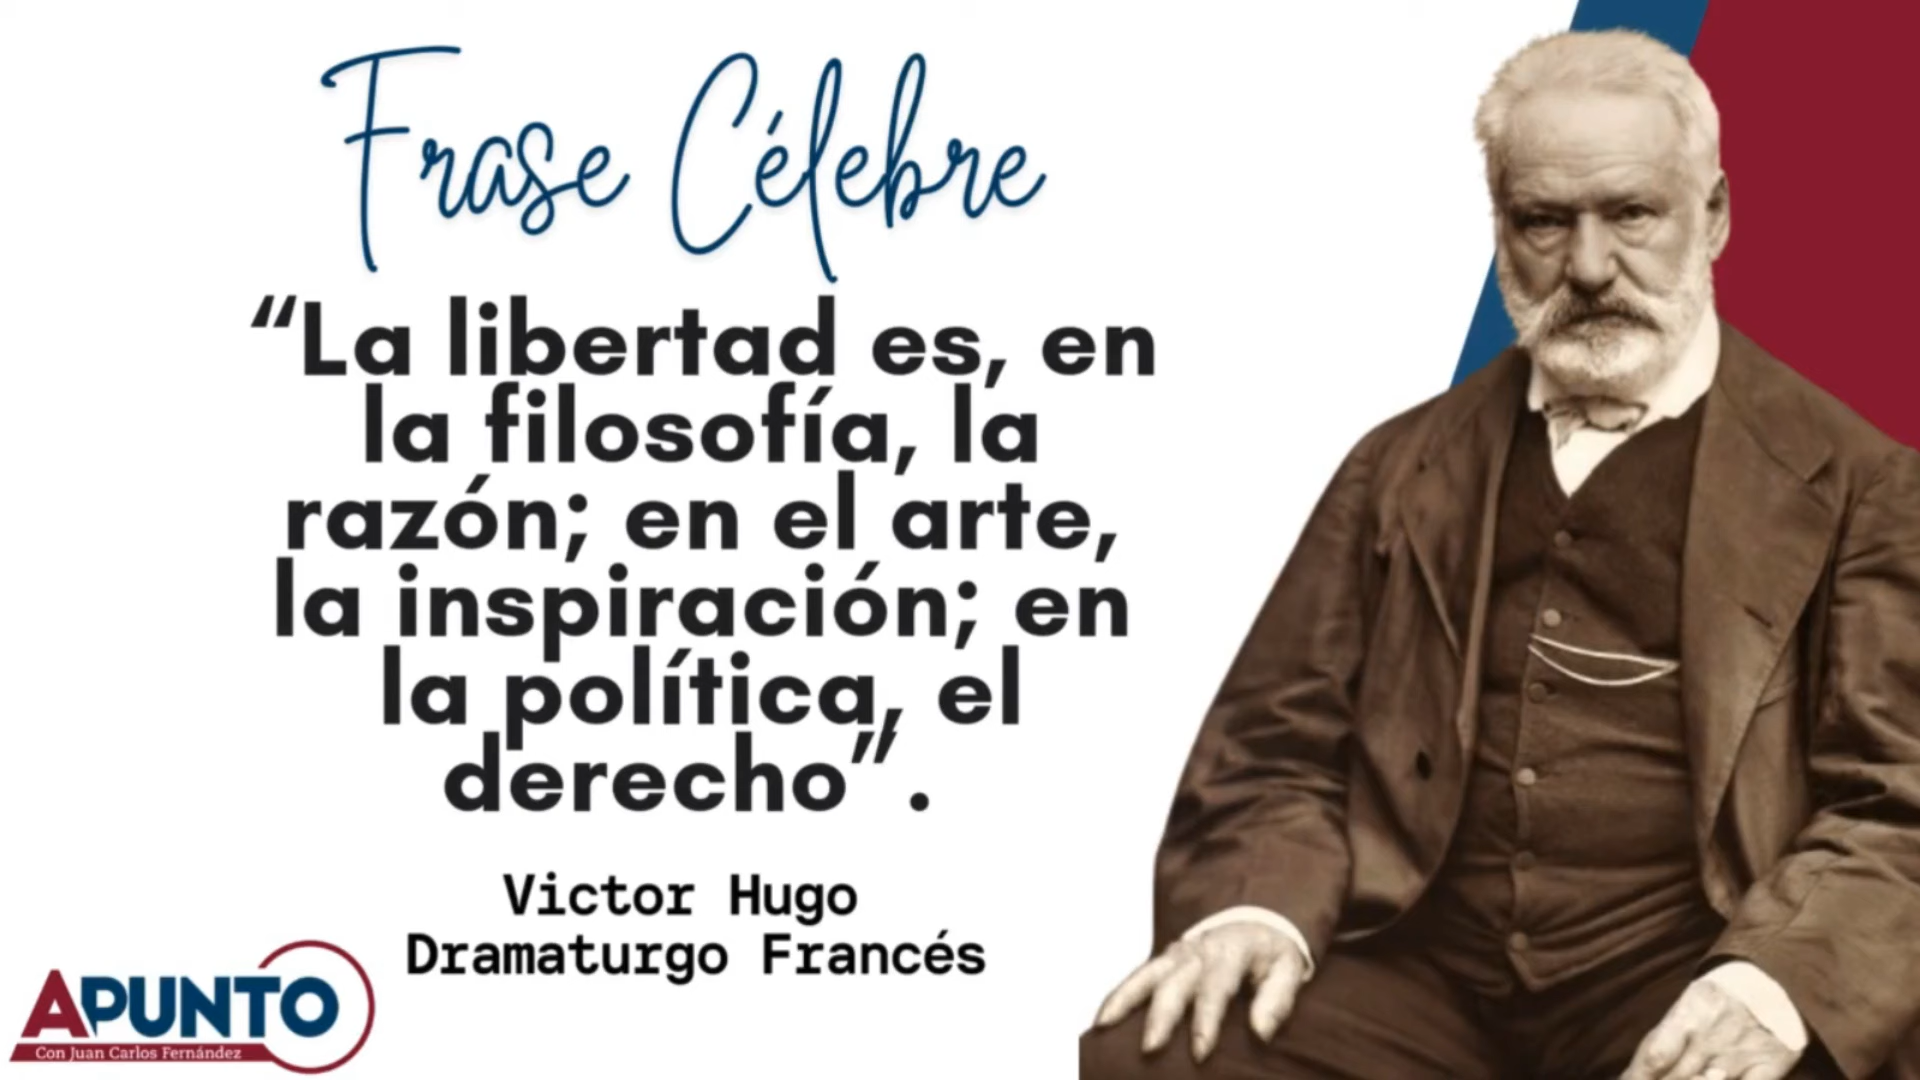 Frase Célebre
“La libertad es, en
la filosofía, la
razón; en el arte,
la inspiración; en
la política, el
derecho”.
Victor Hugo
Dramaturgo Francés
APUNTO
Con Juan Carlos Fernández